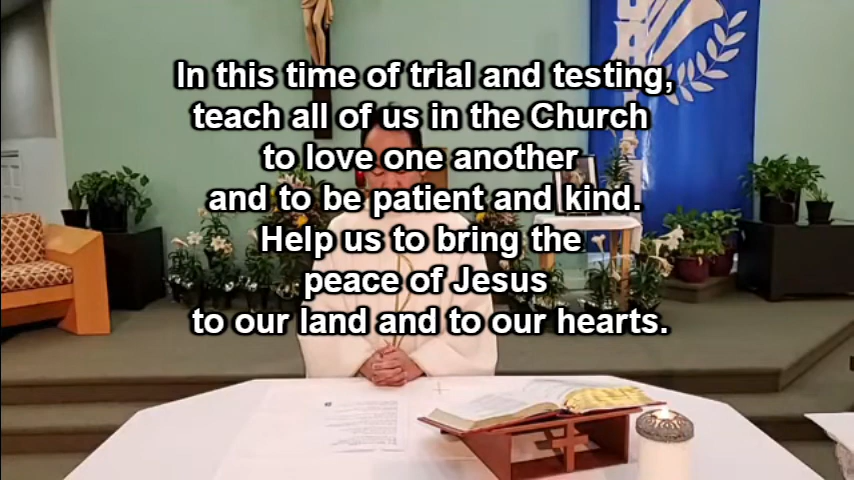 In this time of trial and testing,
teach all of us in the Church
to love one another
and to be patient and kind.
Help us to bring the
peace of Jesus
to our land and to our hearts.